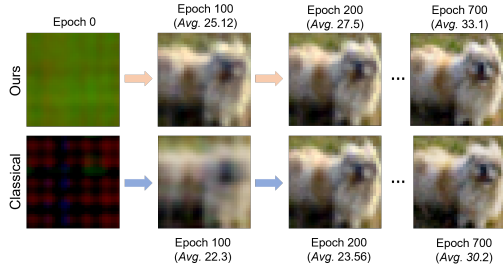 Epoch 0
Epoch 100
(Avg. 25.12)
Epoch 200
(Avg. 27.5)
Epoch 700
(Avg. 33.1)
Ours
...
Classical
...
Epoch 100
(Avg. 22.3)
Epoch 200
(Avg. 23.56)
Epoch 700
(Avg. 30.2)